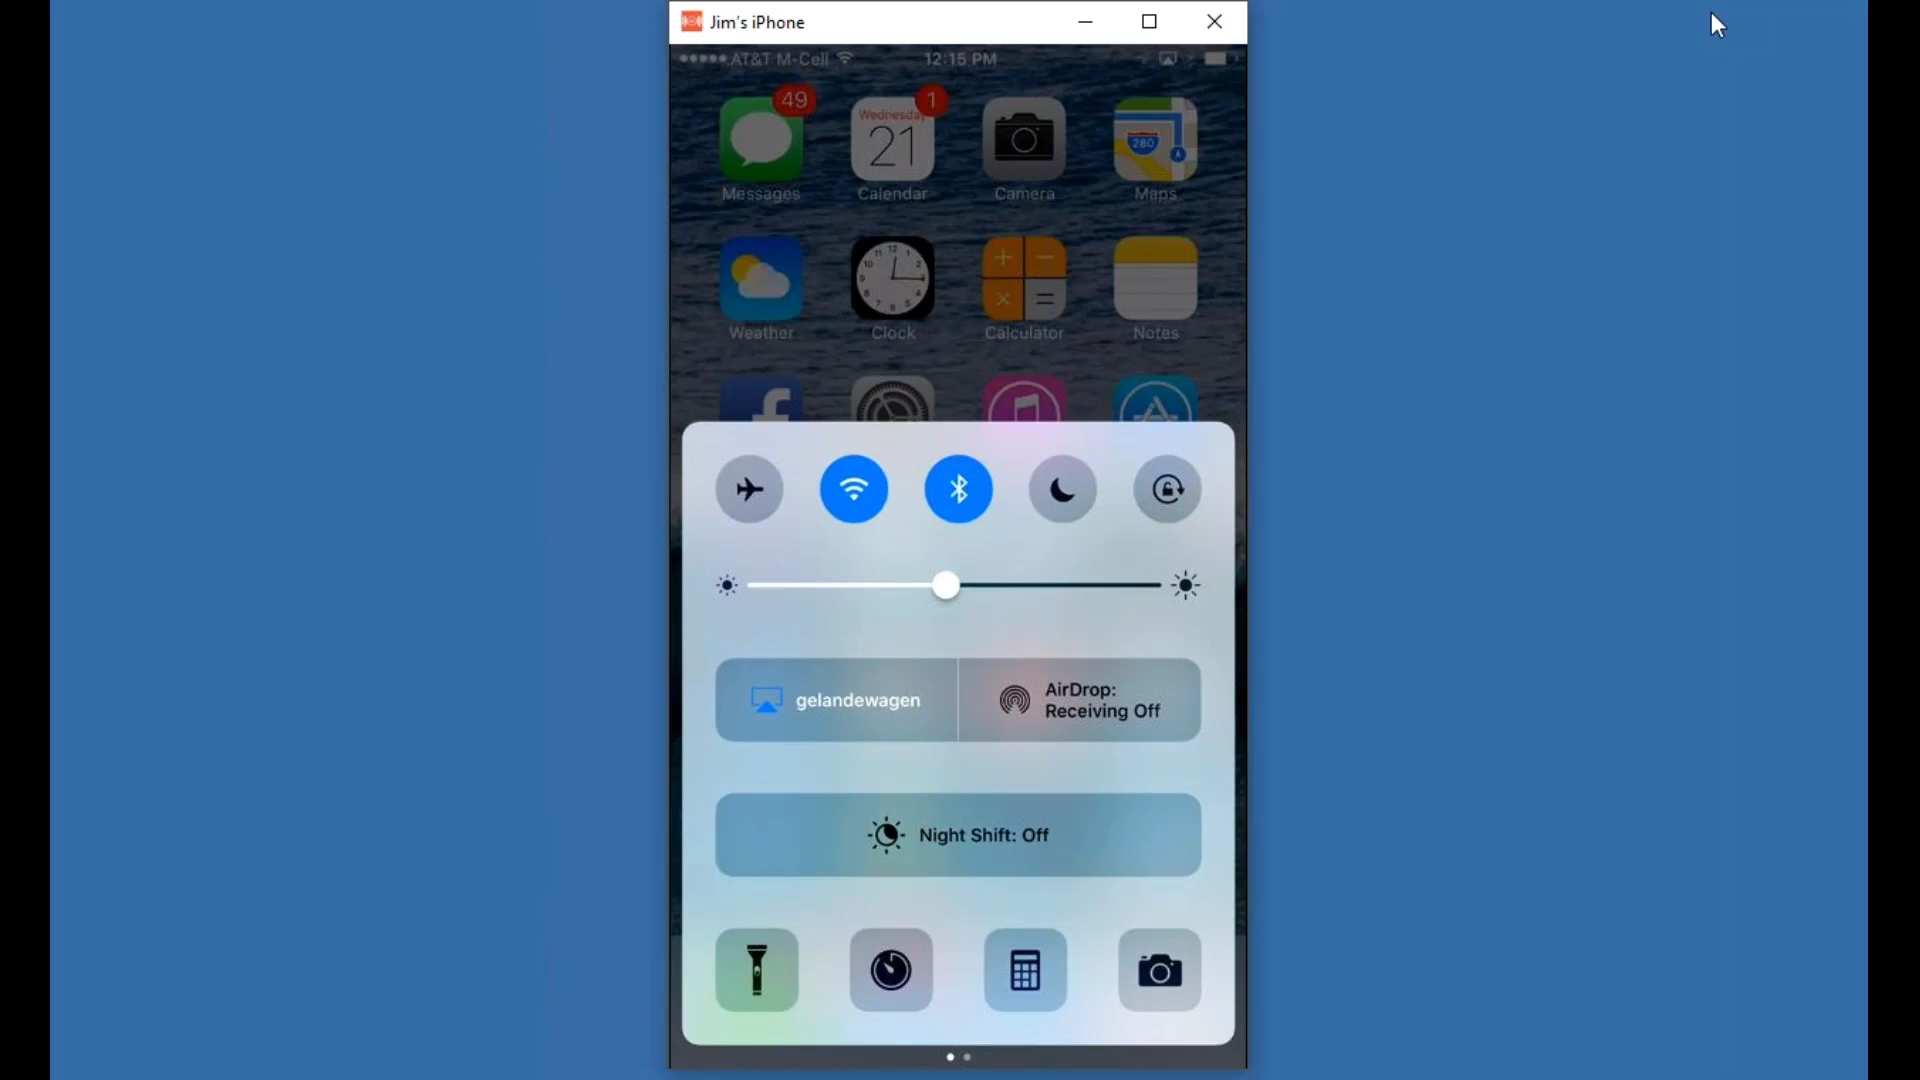 Jim's iPhone
AT&T M-Cell 12:15 PM
49
1
Wednesday
21
280
Messages Calendar Camera Maps
Weather Clock Calculator Notes
gelandewagen
AirDrop:
Receiving Off
Night Shift: Off